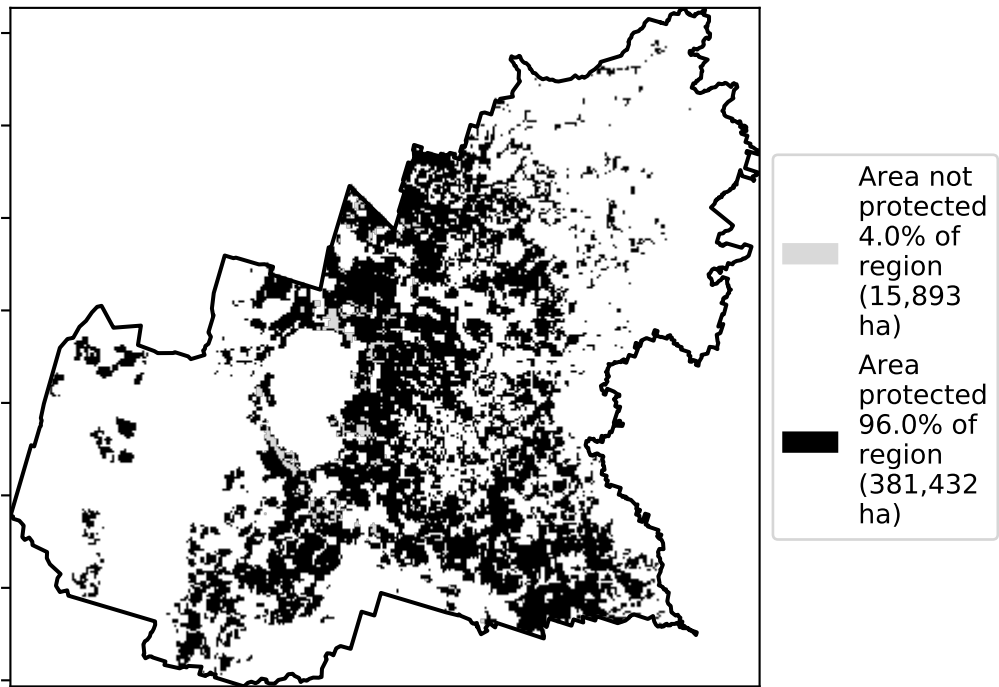 Area not
protected
4.0% of
region
(15,893
ha)
Area
protected
96.0% of
region
(381,432
ha)